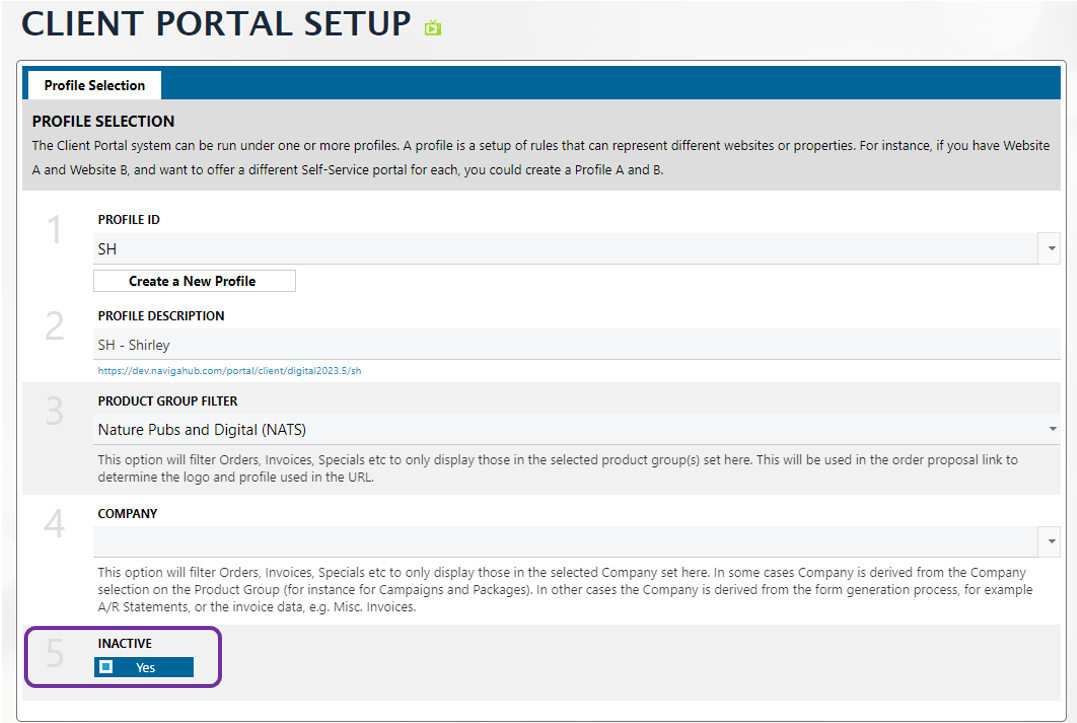 CLIENT PORTAL SETUP
Profile Selection
PROFILE SELECTION
The Client Portal system can be run under one or more profiles. A profile is a setup of rules that can represent different websites or properties. For instance, if you have Website
A and Website B, and want to offer a different Self-Service portal for each, you could create a Profile A and B.
1
PROFILE ID
SH
Create a New Profile
2
PROFILE DESCRIPTION
SH - Shirley
https://dev.navigahub.com/portal/client/digital2023.5/sh
3
PRODUCT GROUP FILTER
Nature Pubs and Digital (NATS)
This option will filter Orders, Invoices, Specials etc to only display those in the selected product group(s) set here. This will be used in the order proposal link to
determine the logo and profile used in the URL.
4
COMPANY
This option will filter Orders, Invoices, Specials etc to only display those in the selected Company set here. In some cases Company is derived from the Company
selection on the Product Group (for instance for Campaigns and Packages). In other cases the Company is derived from the form generation process, for example
A/R Statements, or the invoice data, e.g. Misc. Invoices.
5
INACTIVE
Yes